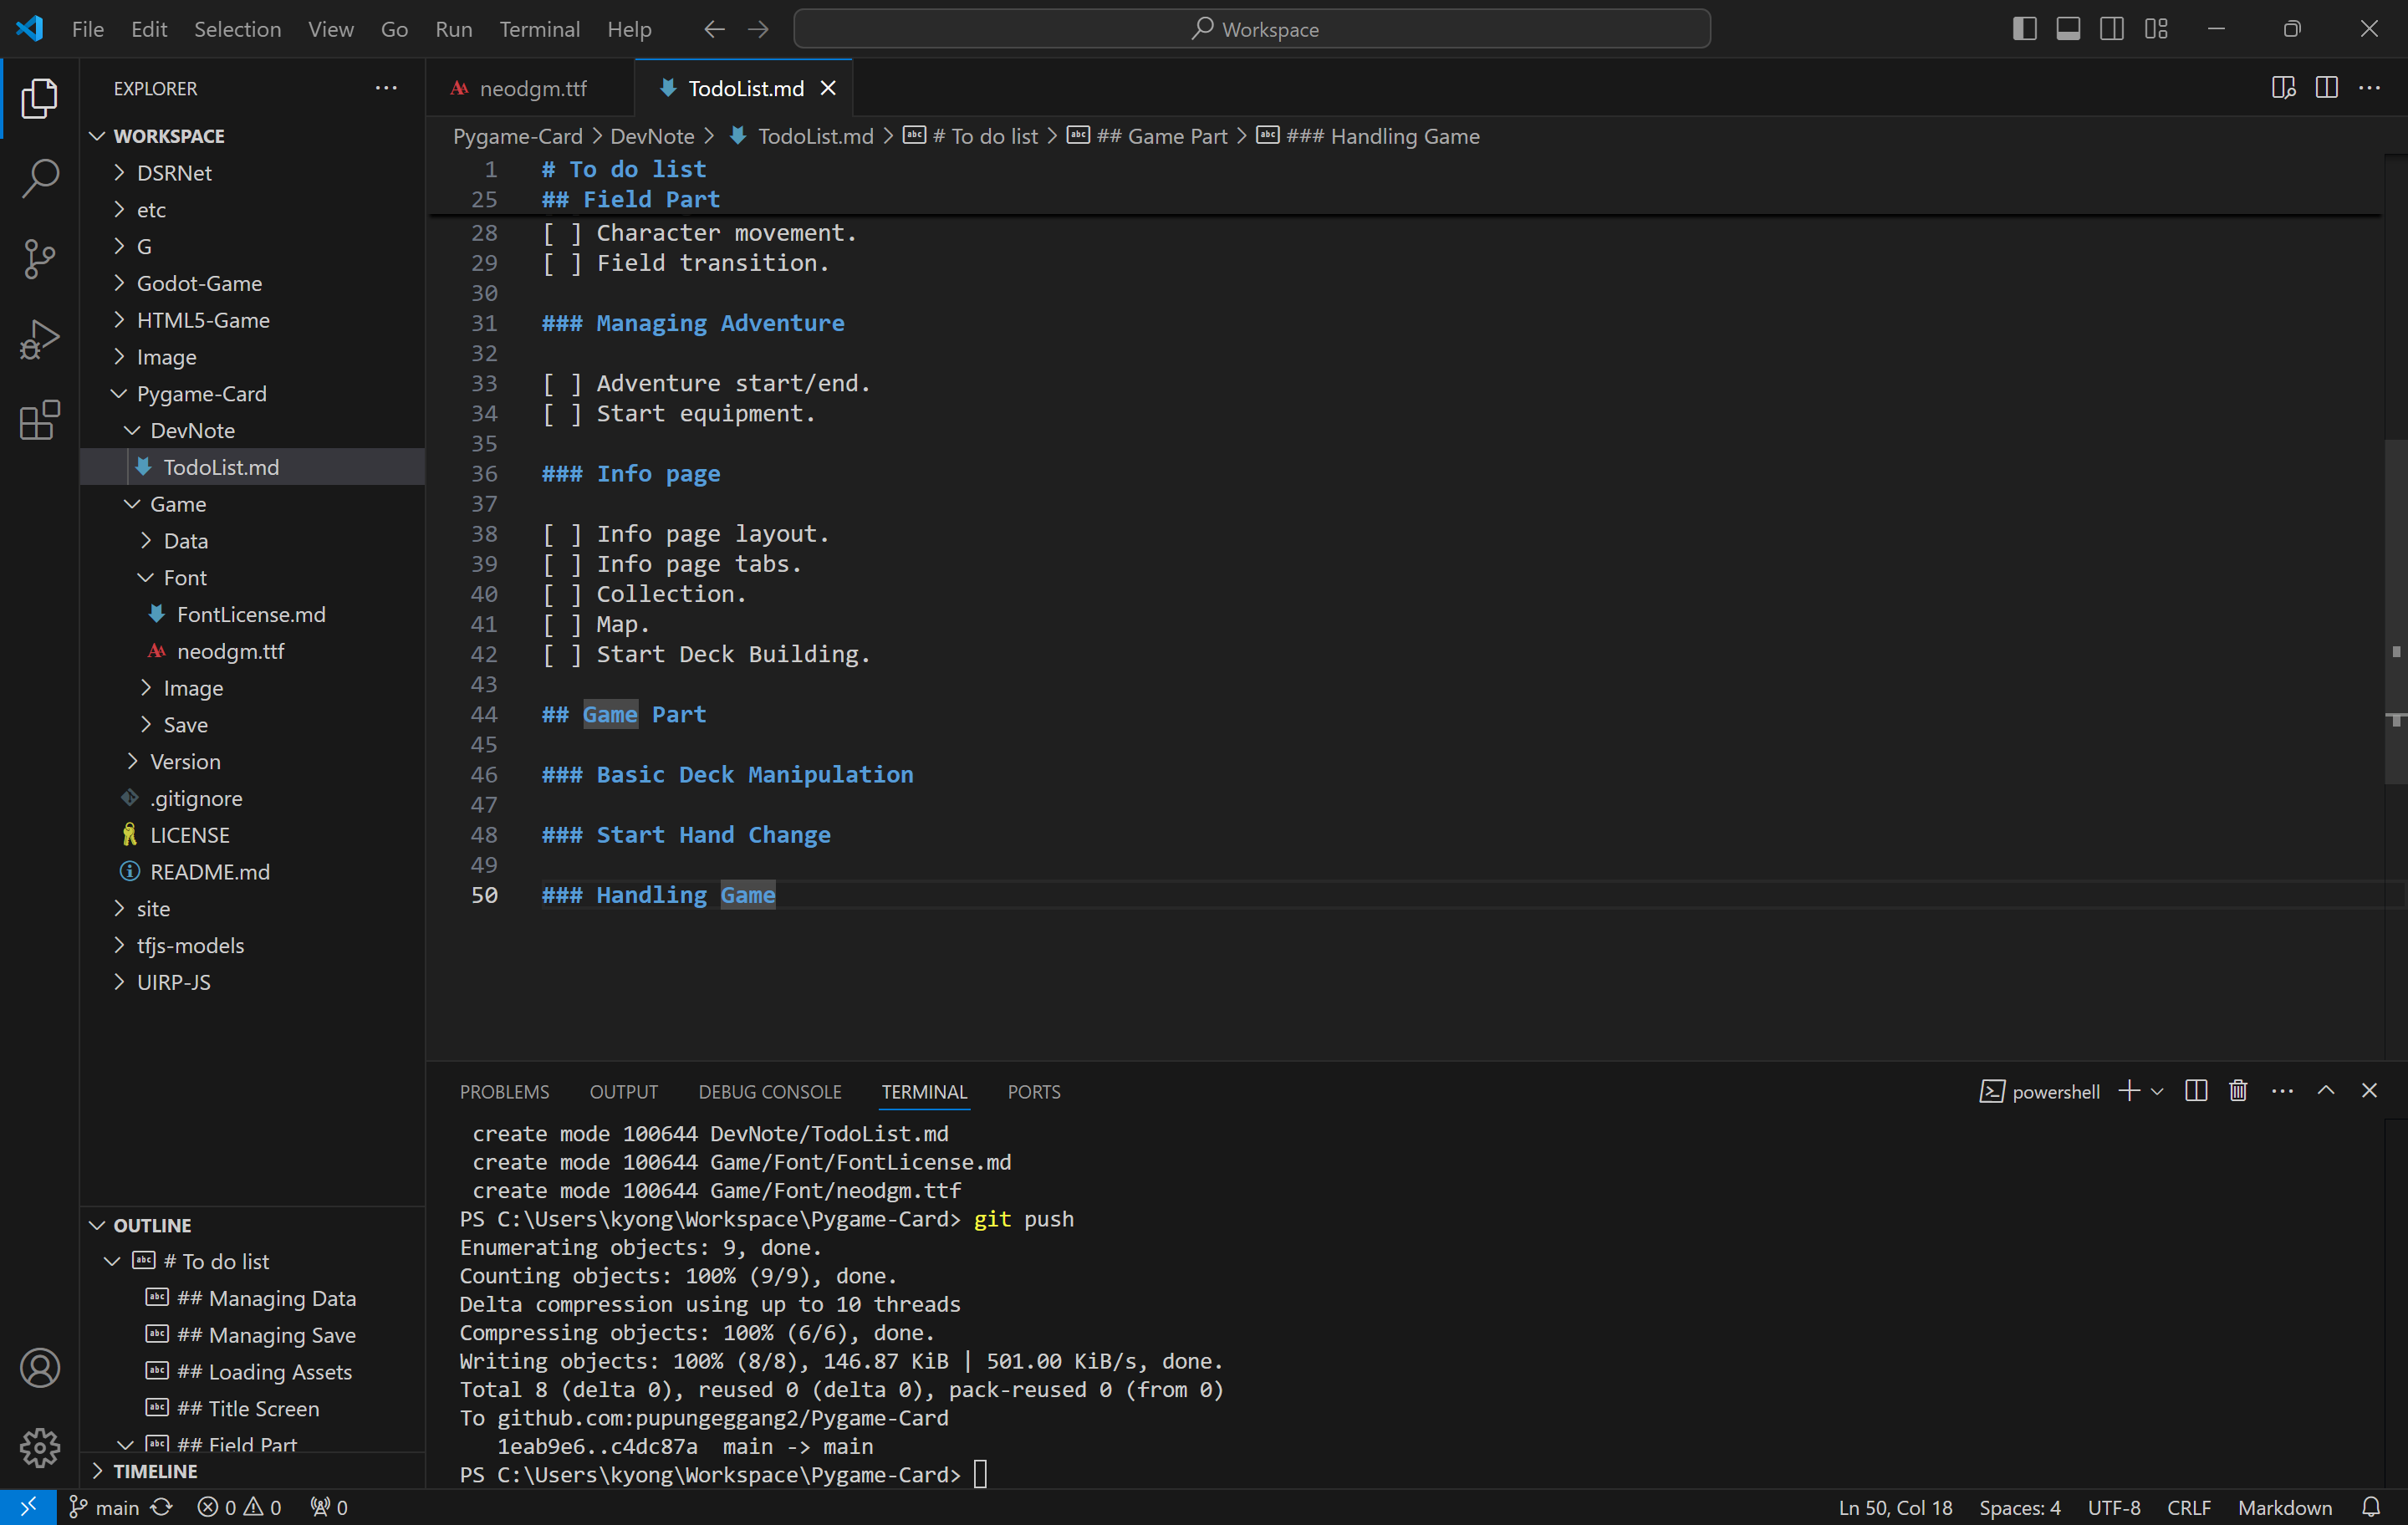 File Edit Selection View Go Run Terminal Help
Workspace
EXPLORER
WORKSPACE
DSRNet
etc
G
Godot-Game
HTML5-Game
Image
Pygame-Card
DevNote
TodoList.md
Game
Data
Font
FontLicense.md
neodgm.ttf
Image
Save
Version
.gitignore
LICENSE
README.md
site
tfjs-models
UIRP-JS
OUTLINE
# To do list
## Managing Data
## Managing Save
## Loading Assets
## Title Screen
## Field Part
TIMELINE
neodgm.ttf TodoList.md
Pygame-Card > DevNote > TodoList.md > # To do list > ## Game Part > ### Handling Game
1 # To do list
25 ## Field Part
28 [ ] Character movement.
29 [ ] Field transition.
30
31 ### Managing Adventure
32
33 [ ] Adventure start/end.
34 [ ] Start equipment.
35
36 ### Info page
37
38 [ ] Info page layout.
39 [ ] Info page tabs.
40 [ ] Collection.
41 [ ] Map.
42 [ ] Start Deck Building.
43
44 ## Game Part
45
46 ### Basic Deck Manipulation
47
48 ### Start Hand Change
49
50 ### Handling Game
PROBLEMS OUTPUT DEBUG CONSOLE TERMINAL PORTS
powershell
create mode 100644 DevNote/TodoList.md
create mode 100644 Game/Font/FontLicense.md
create mode 100644 Game/Font/neodgm.ttf
PS C:\Users\kyong\Workspace\Pygame-Card> git push
Enumerating objects: 9, done.
Counting objects: 100% (9/9), done.
Delta compression using up to 10 threads
Compressing objects: 100% (6/6), done.
Writing objects: 100% (8/8), 146.87 KiB | 501.00 KiB/s, done.
Total 8 (delta 0), reused 0 (delta 0), pack-reused 0 (from 0)
To github.com:pupungeggang2/Pygame-Card
1eab9e6..c4dc87a main -> main
PS C:\Users\kyong\Workspace\Pygame-Card>
main 0 0 0
Ln 50, Col 18 Spaces: 4 UTF-8 CRLF Markdown